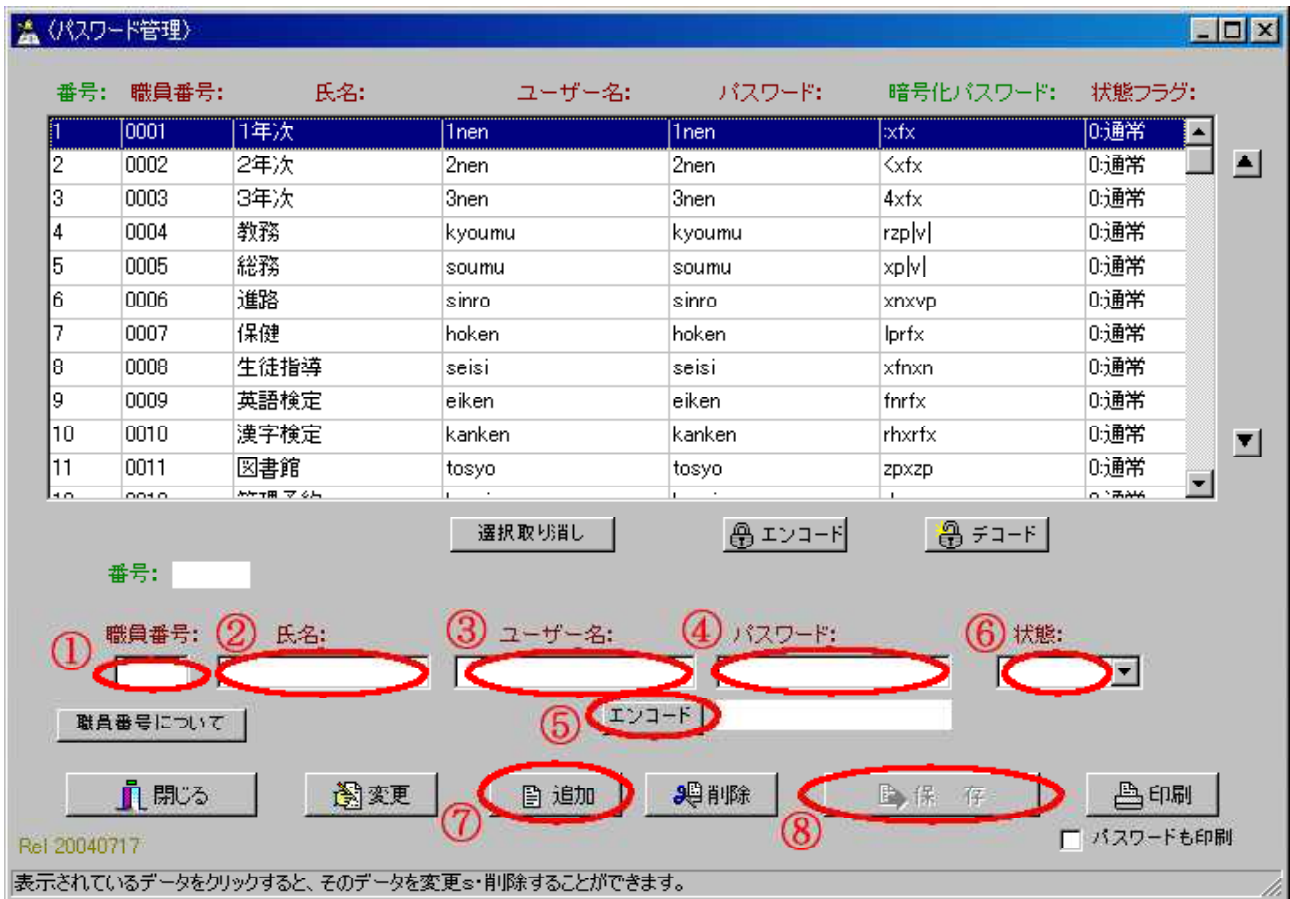 〈パスワード管理〉
番号: 職員番号: 氏名: ユーザー名: パスワード: 暗号化パスワード: 状態フラグ:
1 0001 1年次 1nen 1nen :xfx 0:通常
2 0002 2年次 2nen 2nen <xfx 0:通常
3 0003 3年次 3nen 3nen 4xfx 0:通常
4 0004 教務 kyoumu kyoumu rzp|v| 0:通常
5 0005 総務 soumu soumu xp|v| 0:通常
6 0006 進路 sinro sinro xnxvp 0:通常
7 0007 保健 hoken hoken lprfx 0:通常
8 0008 生徒指導 seisi seisi xfnxn 0:通常
9 0009 英語検定 eiken eiken fnrfx 0:通常
10 0010 漢字検定 kanken kanken rhxrfx 0:通常
11 0011 図書館 tosyo tosyo zpxzp 0:通常
選択取り消し エンコード デコード
番号:
① 職員番号: ② 氏名: ③ ユーザー名: ④ パスワード: ⑥ 状態:
職員番号について ⑤ エンコード
閉じる 変更 ⑦ 追加 削除 ⑧ 保 存 印刷
Rel 20040717 パスワードも印刷
表示されているデータをクリックすると、そのデータを変更s・削除することができます。